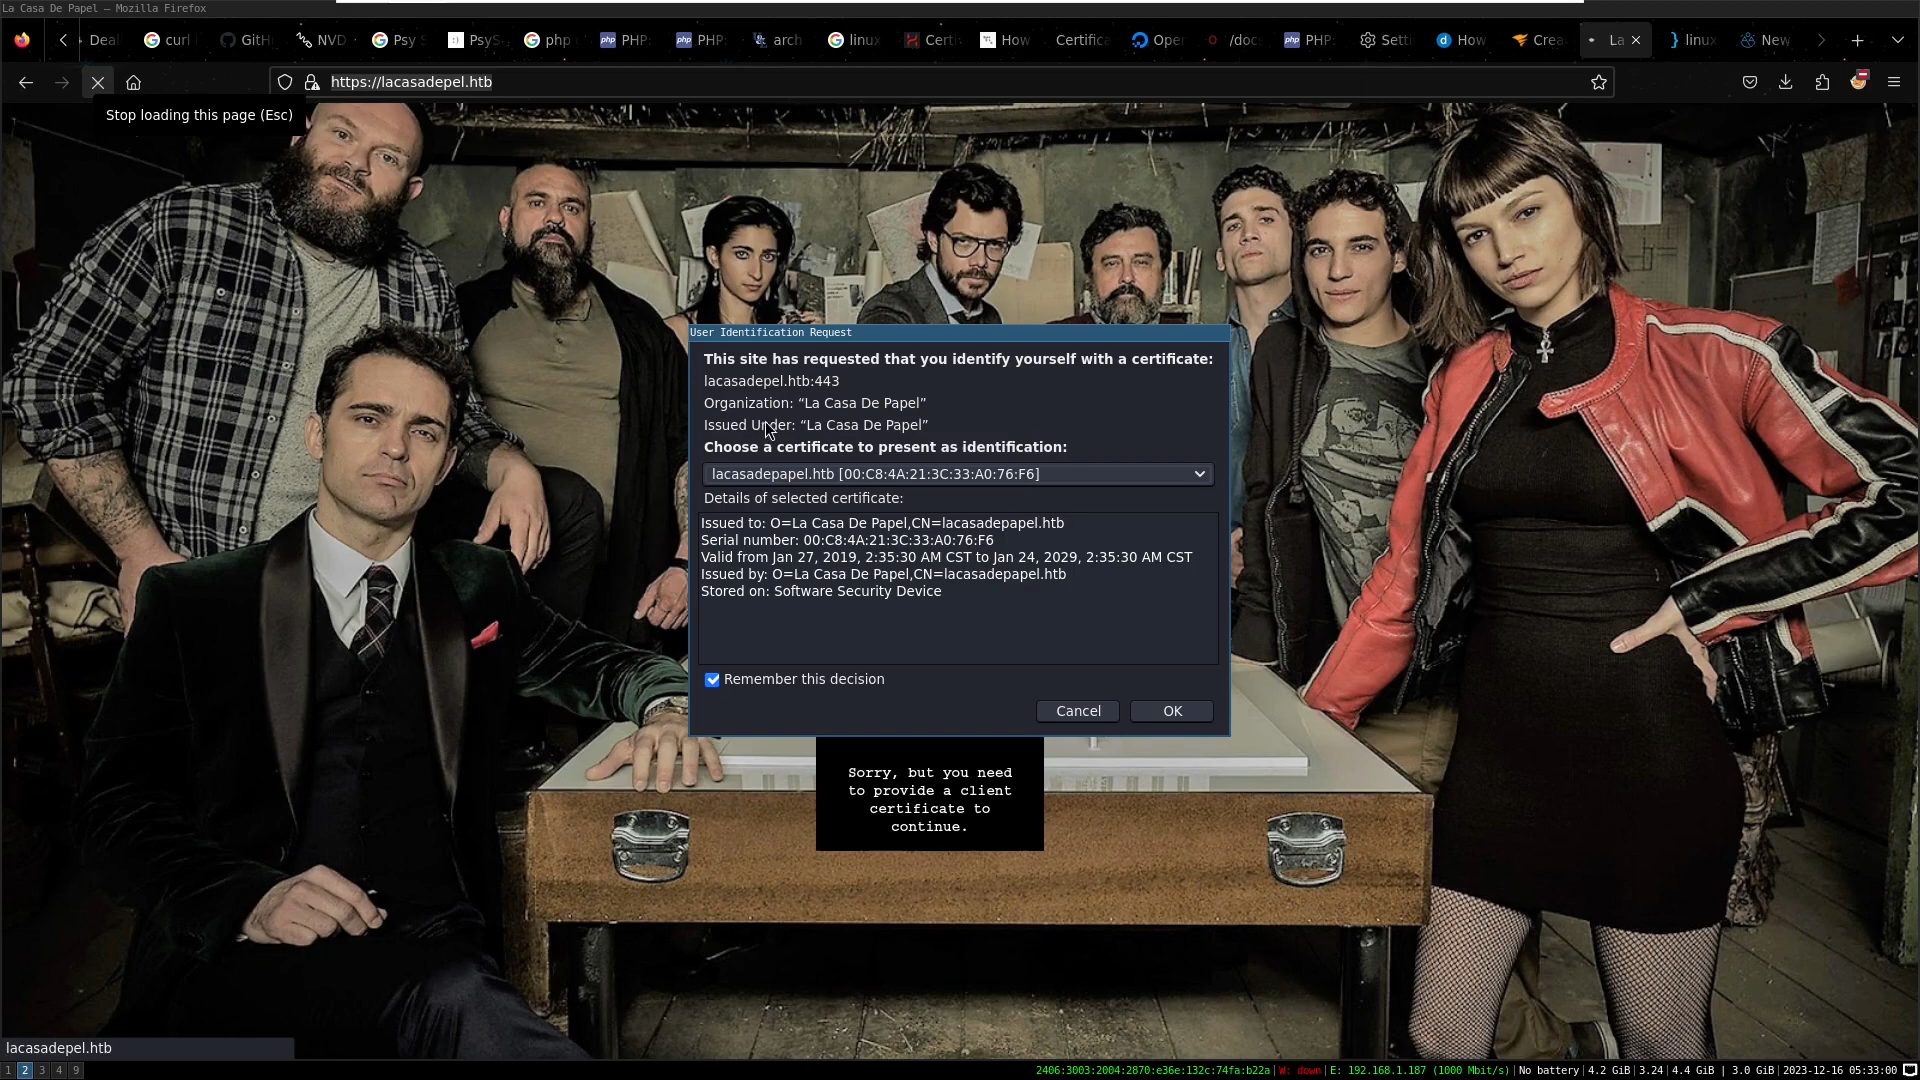 La Casa De Papel — Mozilla Firefox
Deal
curl
GitH
NVD
Psy S
PsyS
php
PHP:
PHP:
arch
linux
Certi
How
Certifica
Oper
/doc
PHP:
Setti
How
Crea
La
linux
New
https://lacasadepel.htb
Stop loading this page (Esc)
User Identification Request
This site has requested that you identify yourself with a certificate:
lacasadepel.htb:443
Organization: “La Casa De Papel”
Issued Under: “La Casa De Papel”
Choose a certificate to present as identification:
lacasadepapel.htb [00:C8:4A:21:3C:33:A0:76:F6]
Details of selected certificate:
Issued to: O=La Casa De Papel,CN=lacasadepapel.htb
Serial number: 00:C8:4A:21:3C:33:A0:76:F6
Valid from Jan 27, 2019, 2:35:30 AM CST to Jan 24, 2029, 2:35:30 AM CST
Issued by: O=La Casa De Papel,CN=lacasadepapel.htb
Stored on: Software Security Device
Remember this decision
Cancel
OK
Sorry, but you need
to provide a client
certificate to
continue.
lacasadepel.htb
1 2 3 4 9
2406:3003:2004:2870:e36e:132c:74fa:b22a|W: down|E: 192.168.1.187 (1000 Mbit/s)|No battery|4.2 GiB|3.24|4.4 GiB | 3.0 GiB|2023-12-16 05:33:00